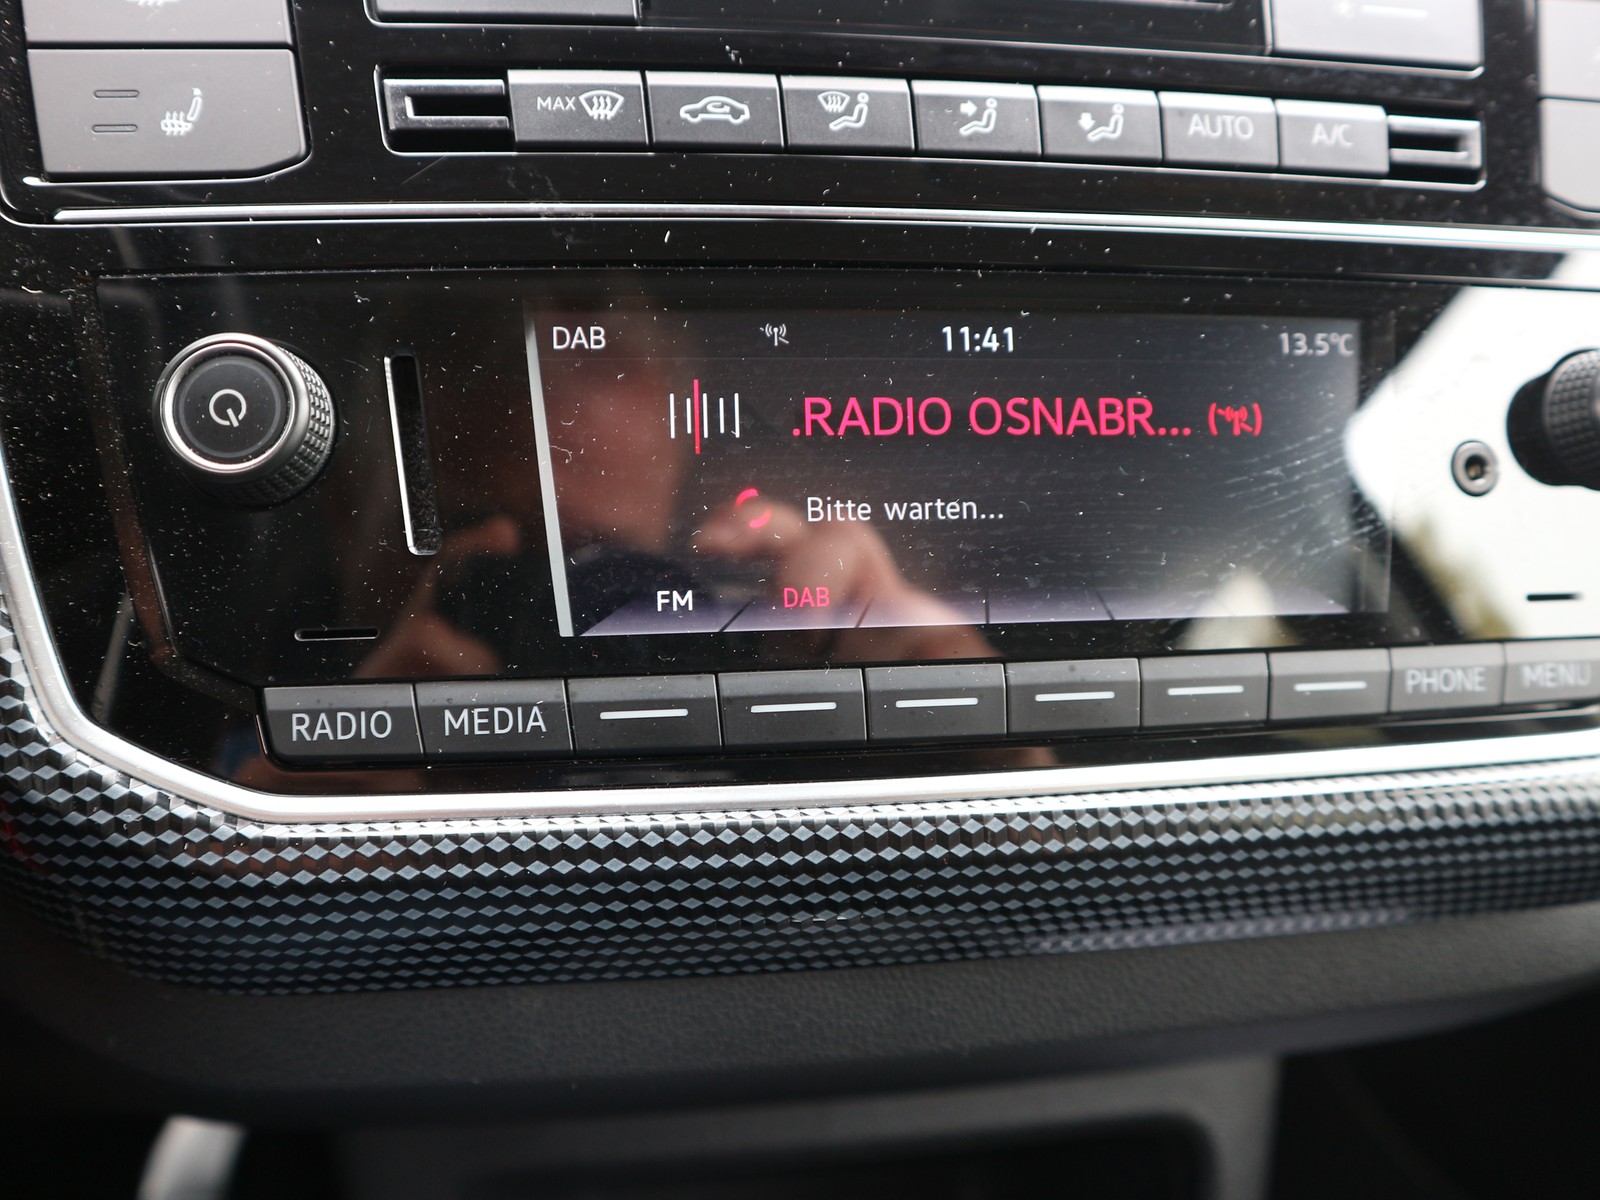 MAX
AUTO
A/C
DAB 11:41 13.5°C
.RADIO OSNABR...
Bitte warten...
FM DAB
RADIO MEDIA PHONE MENU